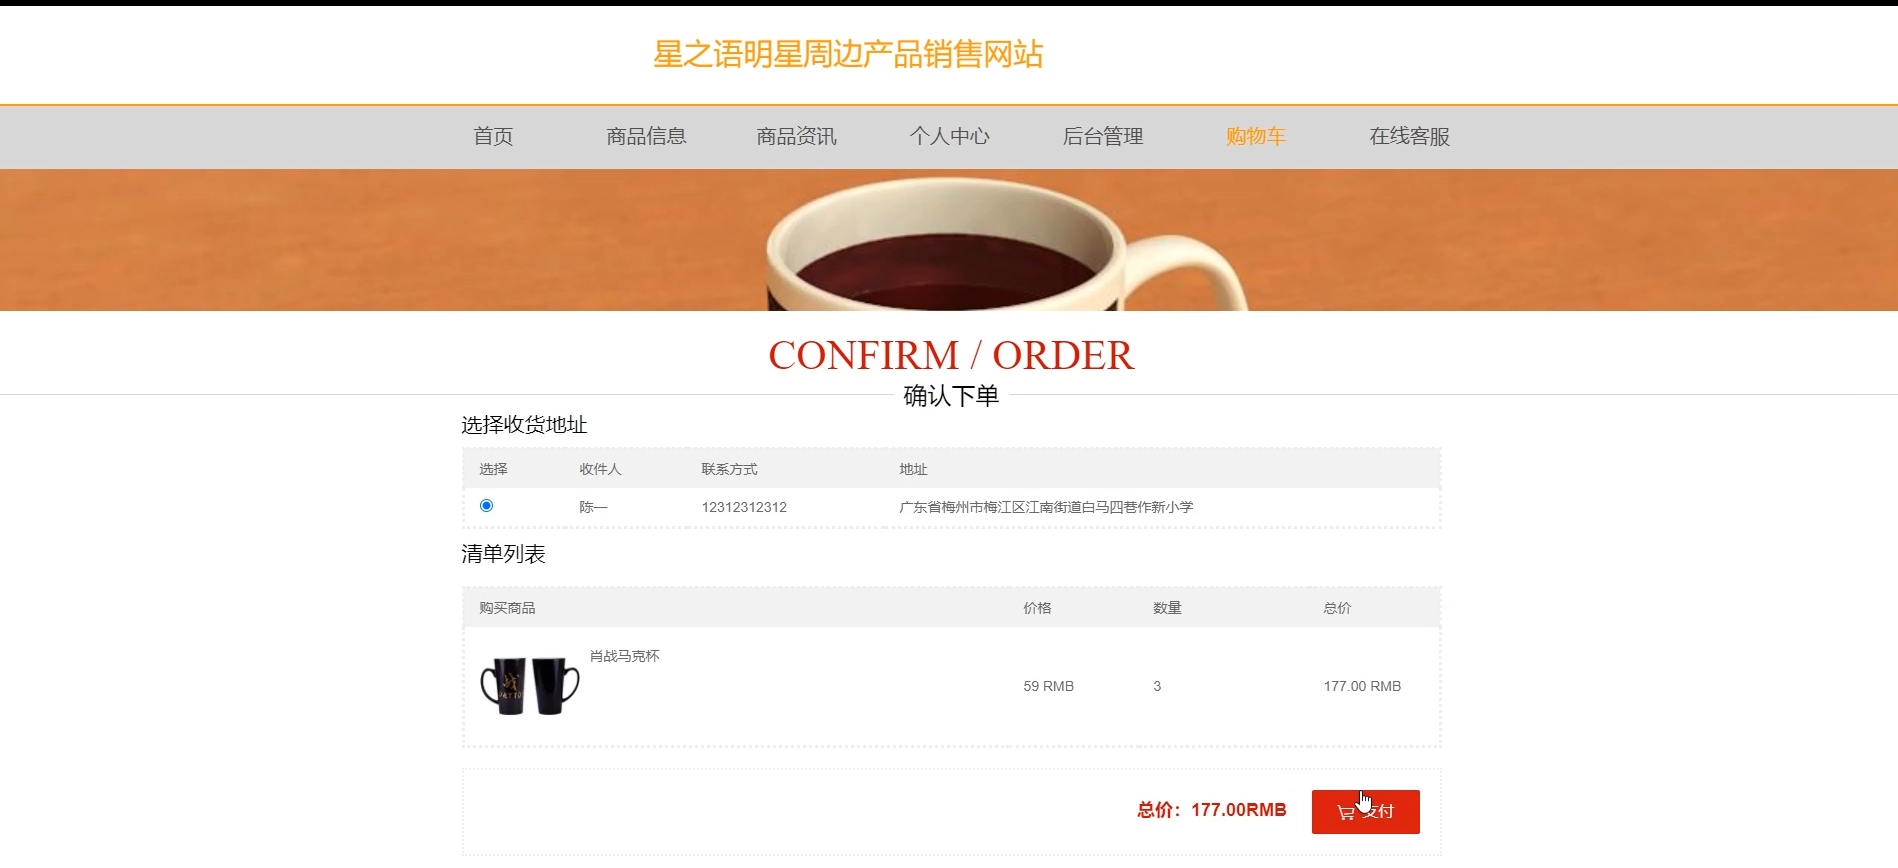 星之语明星周边产品销售网站
首页 商品信息 商品资讯 个人中心 后台管理 购物车 在线客服
CONFIRM / ORDER
确认下单
选择收货地址
选择 收件人 联系方式 地址
陈一 12312312312 广东省梅州市梅江区江南街道白马四巷作新小学
清单列表
购买商品 价格 数量 总价
肖战马克杯
59 RMB 3 177.00 RMB
总价：177.00RMB 支付